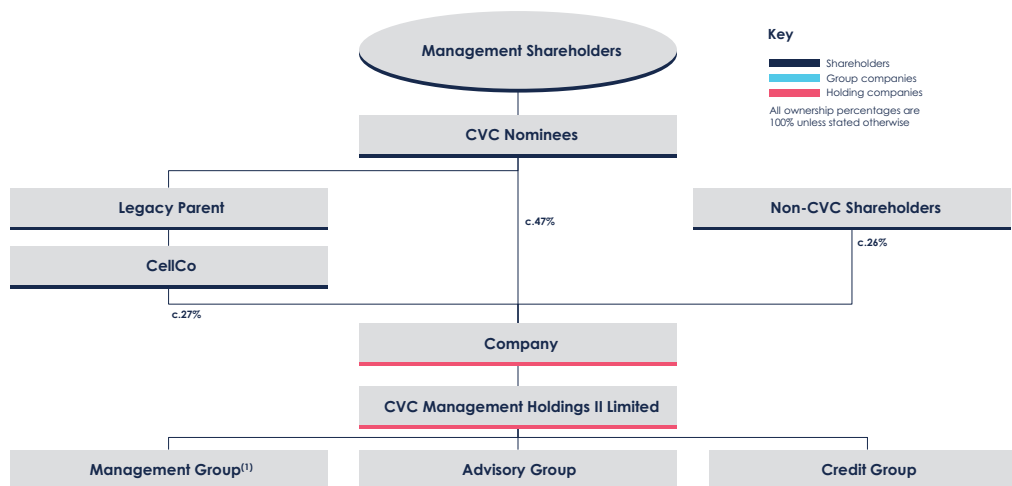 Management Shareholders
Key
Shareholders
Group companies
Holding companies
All ownership percentages are
100% unless stated otherwise
CVC Nominees
Legacy Parent
Non-CVC Shareholders
c.47%
c.26%
CellCo
c.27%
Company
CVC Management Holdings II Limited
Management Group(1)
Advisory Group
Credit Group